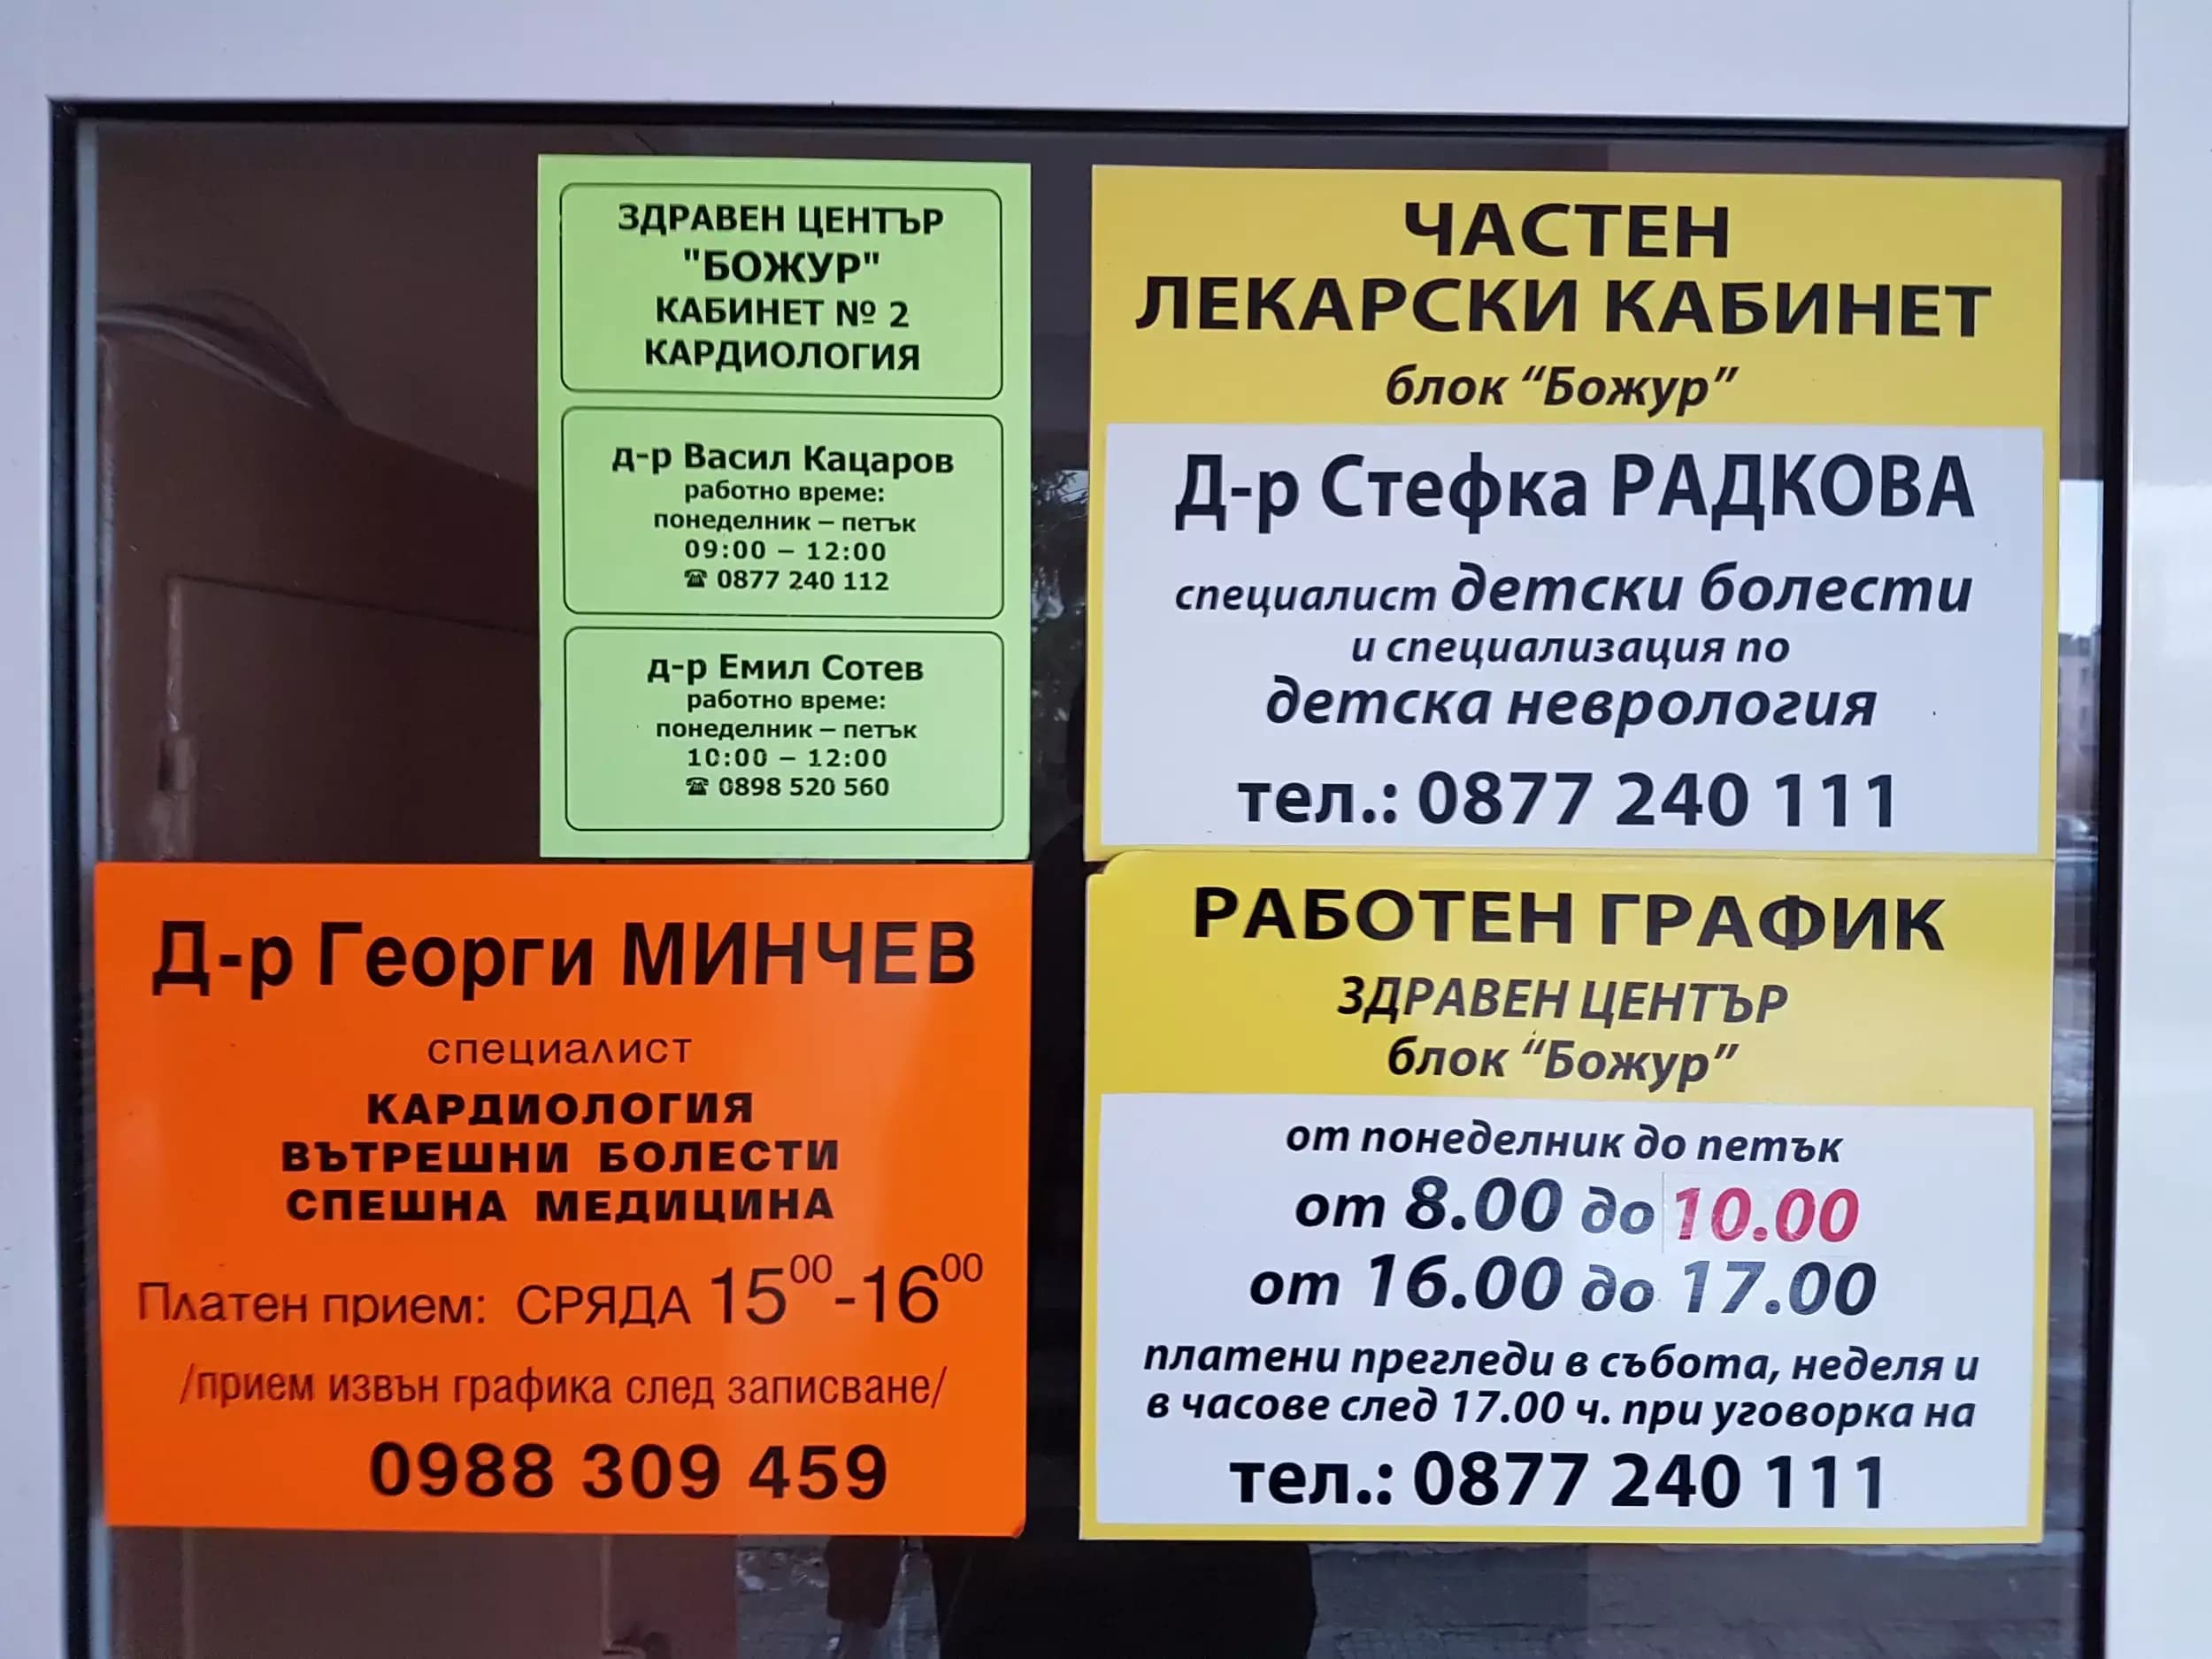 ЗДРАВЕН ЦЕНТЪР
"БОЖУР"
КАБИНЕТ № 2
КАРДИОЛОГИЯ
д-р Васил Кацаров
работно време:
понеделник – петък
09:00 – 12:00
☎ 0877 240 112
д-р Емил Сотев
работно време:
понеделник – петък
10:00 – 12:00
☎ 0898 520 560
Д-р Георги МИНЧЕВ
специалист
КАРДИОЛОГИЯ
ВЪТРЕШНИ БОЛЕСТИ
СПЕШНА МЕДИЦИНА
Платен прием: СРЯДА 15⁰⁰-16⁰⁰
/прием извън графика след записване/
0988 309 459
ЧАСТЕН
ЛЕКАРСКИ КАБИНЕТ
блок “Божур”
Д-р Стефка РАДКОВА
специалист детски болести
и специализация по
детска неврология
тел.: 0877 240 111
РАБОТЕН ГРАФИК
ЗДРАВЕН ЦЕНТЪР
блок “Божур”
от понеделник до петък
от 8.00 до 10.00
от 16.00 до 17.00
платени прегледи в събота, неделя и
в часове след 17.00 ч. при уговорка на
тел.: 0877 240 111